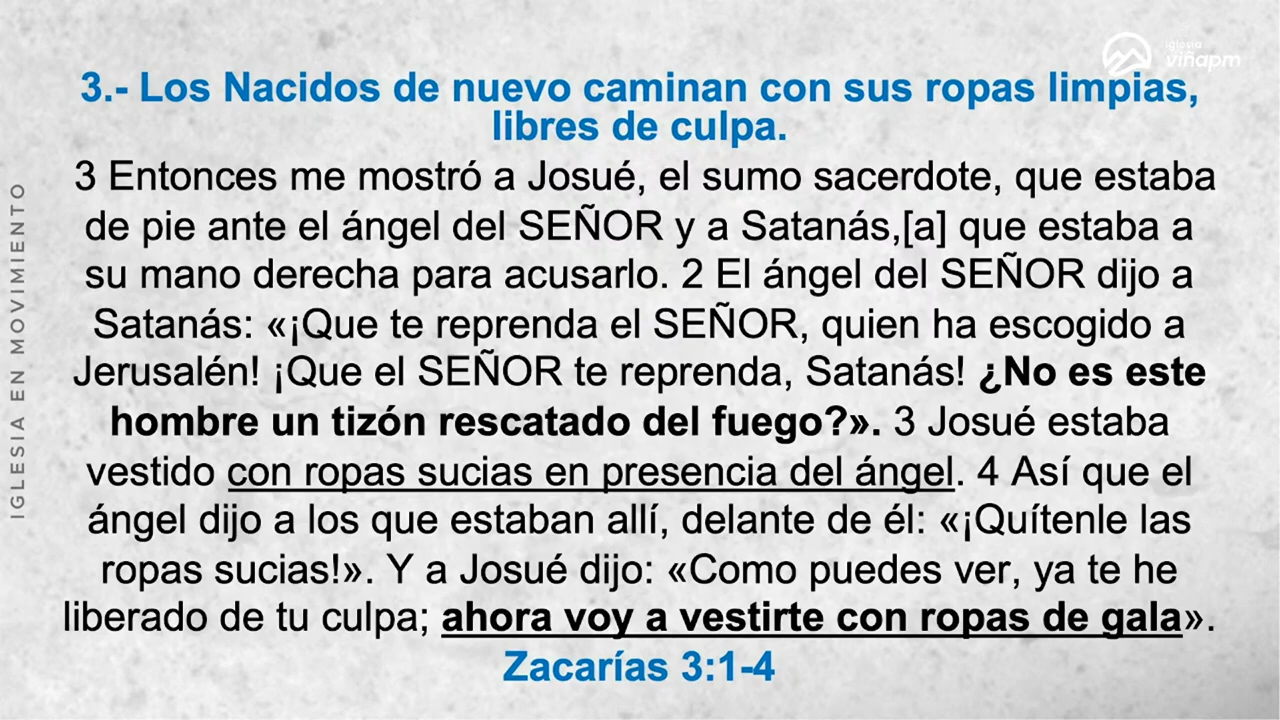 iglesia
viñapm
3.- Los Nacidos de nuevo caminan con sus ropas limpias,
libres de culpa.
3 Entonces me mostró a Josué, el sumo sacerdote, que estaba
de pie ante el ángel del SEÑOR y a Satanás,[a] que estaba a
su mano derecha para acusarlo. 2 El ángel del SEÑOR dijo a
Satanás: «¡Que te reprenda el SEÑOR, quien ha escogido a
Jerusalén! ¡Que el SEÑOR te reprenda, Satanás! ¿No es este
hombre un tizón rescatado del fuego?». 3 Josué estaba
vestido con ropas sucias en presencia del ángel. 4 Así que el
ángel dijo a los que estaban allí, delante de él: «¡Quítenle las
ropas sucias!». Y a Josué dijo: «Como puedes ver, ya te he
liberado de tu culpa; ahora voy a vestirte con ropas de gala».
Zacarías 3:1-4
IGLESIA EN MOVIMIENTO